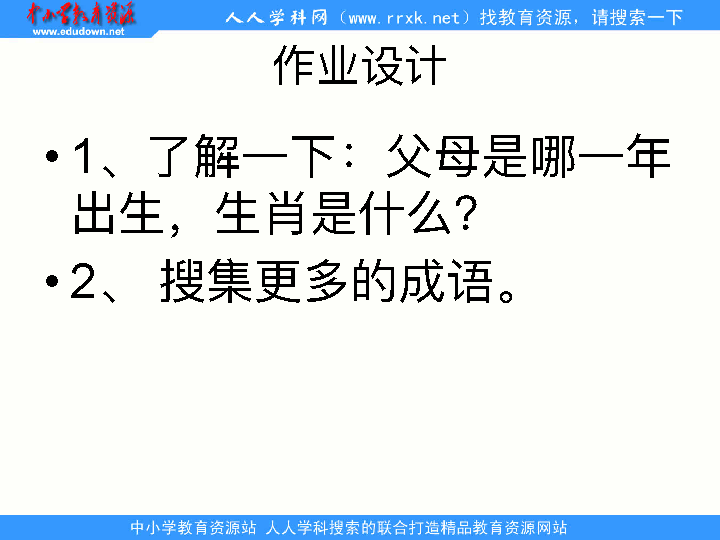 中小学教育资源
www.edudown.net
人人学科网（www.rrxk.net）找教育资源，请搜索一下
作业设计
•1、了解一下：父母是哪一年
出生，生肖是什么?
•2、 搜集更多的成语。
中小学教育资源站 人人学科搜索的联合打造精品教育资源网站